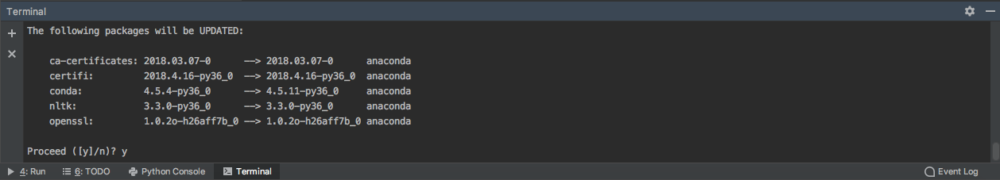 Terminal
The following packages will be UPDATED:
ca-certificates: 2018.03.07-0 --> 2018.03.07-0 anaconda
certifi: 2018.4.16-py36_0 --> 2018.4.16-py36_0 anaconda
conda: 4.5.4-py36_0 --> 4.5.11-py36_0 anaconda
nltk: 3.3.0-py36_0 --> 3.3.0-py36_0 anaconda
openssl: 1.0.2o-h26aff7b_0 --> 1.0.2o-h26aff7b_0 anaconda
Proceed ([y]/n)? y
4: Run 6: TODO Python Console Terminal Event Log